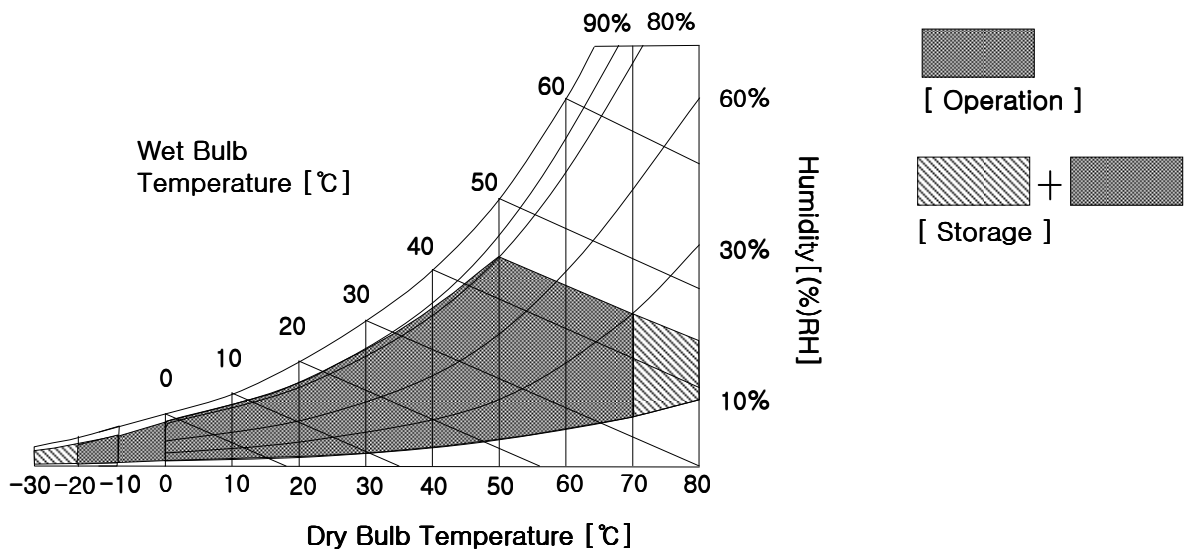 90% 80%
60
60%
[ Operation ]
Wet Bulb
Temperature [℃]
50
40
30%
30
20
10
0
10%
Humidity[(%)RH]
[ Storage ]
-30 -20 -10 0 10 20 30 40 50 60 70 80
Dry Bulb Temperature [℃]